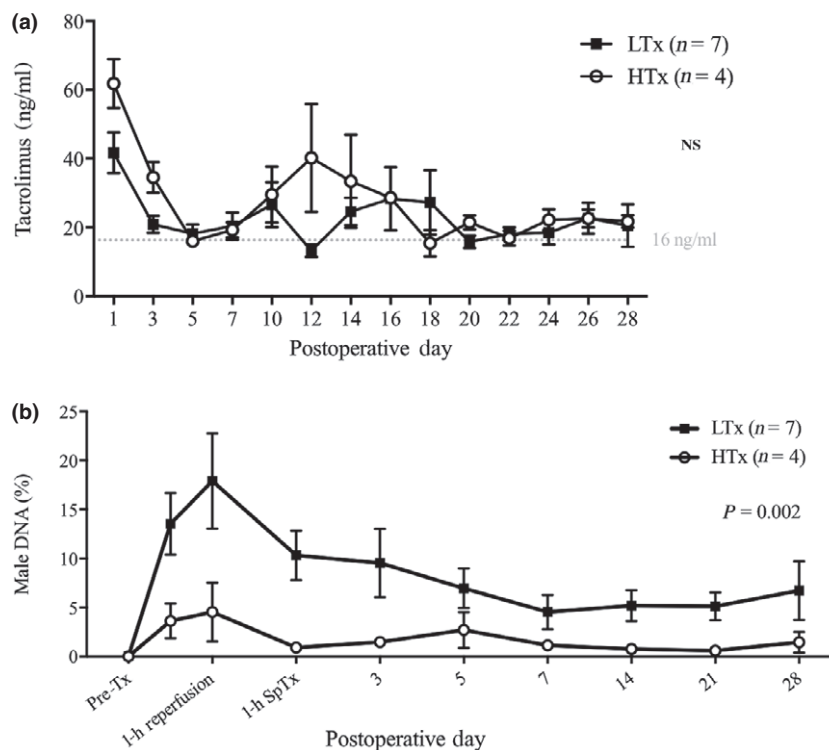 (a)
80
60
40
20
0
Tacrolimus (ng/ml)
LTx (n = 7)
HTx (n = 4)
NS
16 ng/ml
1 3 5 7 10 12 14 16 18 20 22 24 26 28
Postoperative day
(b)
25
20
15
10
5
0
Male DNA (%)
LTx (n = 7)
HTx (n = 4)
P = 0.002
Pre-Tx 1-h reperfusion 1-h SpTx 3 5 7 14 21 28
Postoperative day